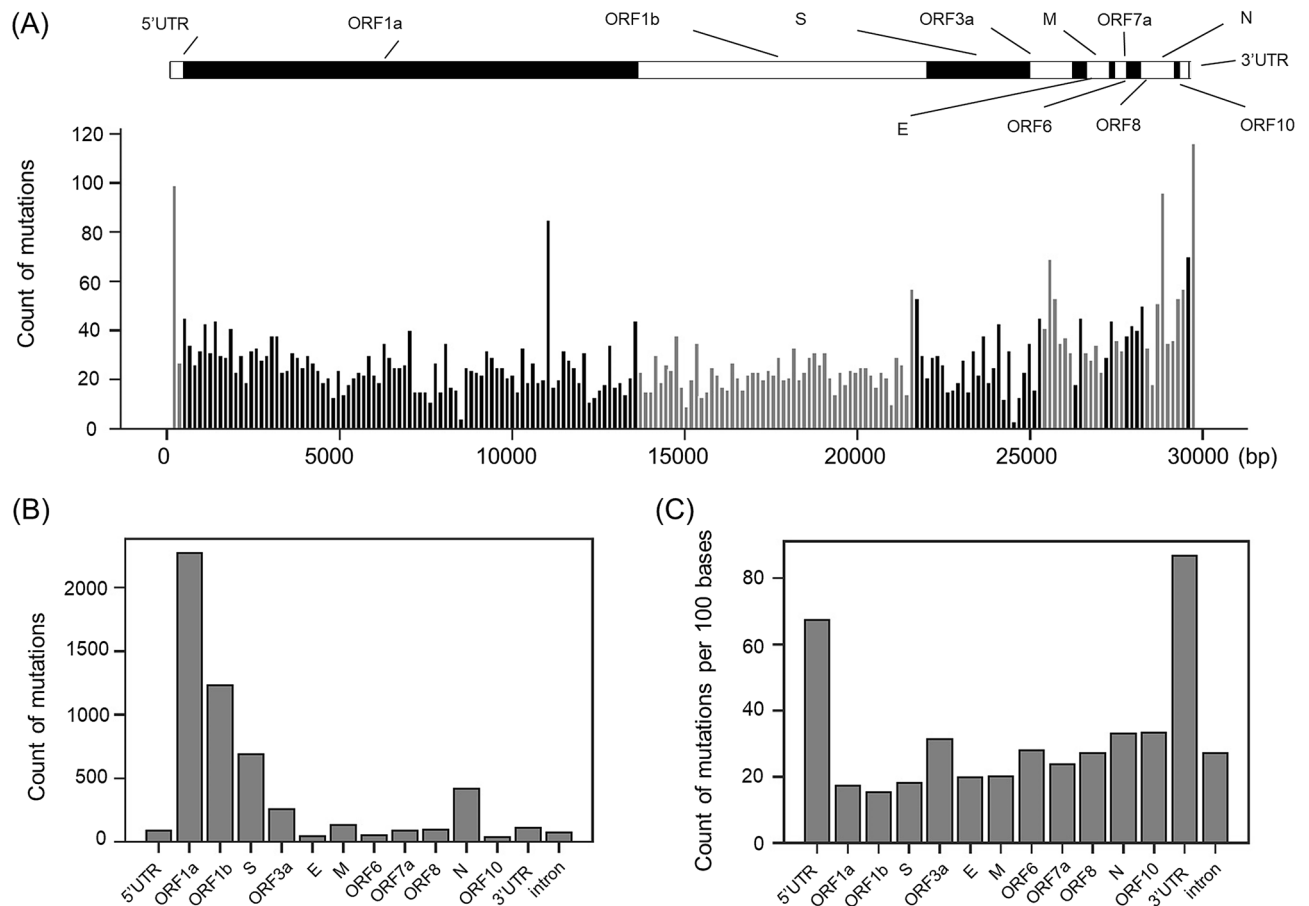 (A)
5'UTR
ORF1a
ORF1b
S
ORF3a
M
ORF7a
N
3'UTR
E
ORF6
ORF8
ORF10
Count of mutations
120
100
80
60
40
20
0
0 5000 10000 15000 20000 25000 30000 (bp)
(B)
Count of mutations
2000
1500
1000
500
0
5'UTR ORF1a ORF1b S ORF3a E M ORF6 ORF7a ORF8 N ORF10 3'UTR intron
(C)
Count of mutations per 100 bases
80
60
40
20
0
5'UTR ORF1a ORF1b S ORF3a E M ORF6 ORF7a ORF8 N ORF10 3'UTR intron